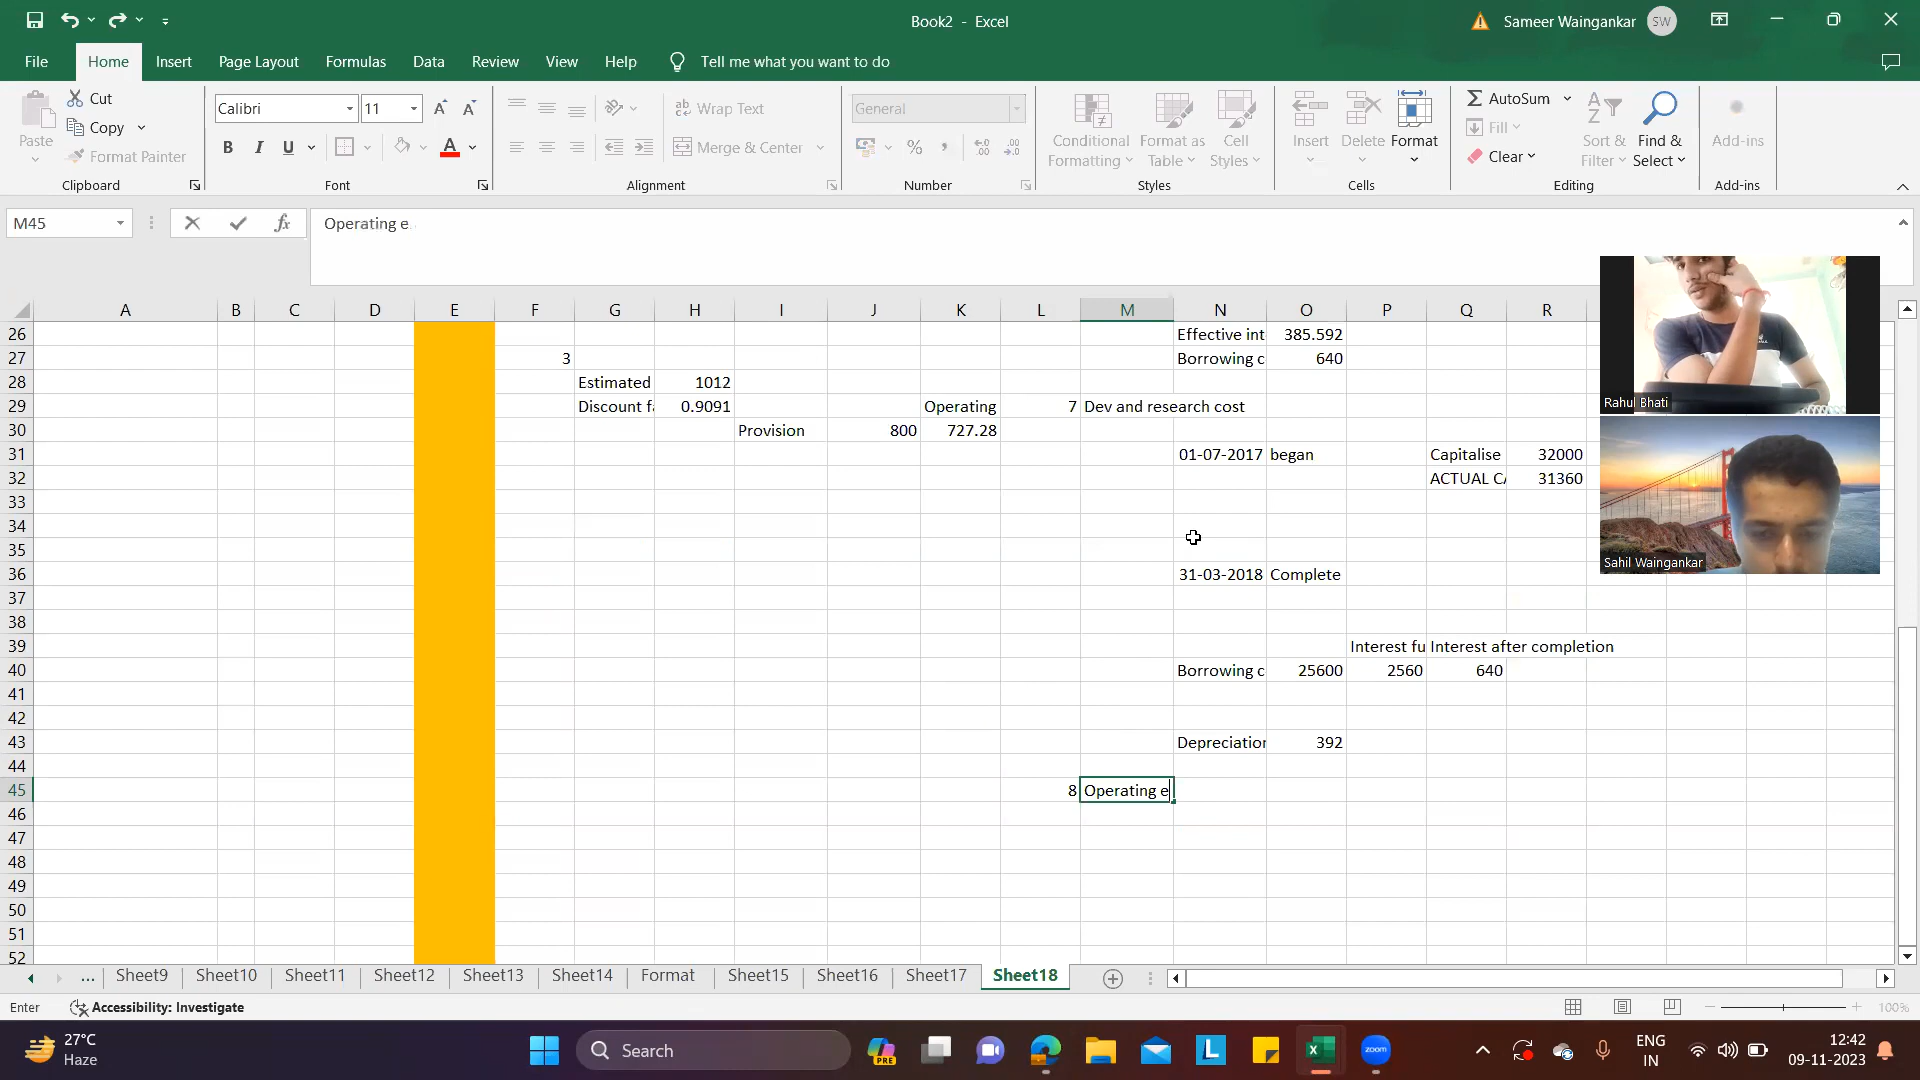 Book2 - Excel
Sameer Waingankar
SW
File Home Insert Page Layout Formulas Data Review View Help Tell me what you want to do
Paste
Cut
Copy
Format Painter
Clipboard
Calibri 11
B I U
Font
Wrap Text
Merge & Center
Alignment
General
Number
Conditional Formatting
Format as Table
Cell Styles
Styles
Insert
Delete
Format
Cells
AutoSum
Fill
Clear
Sort & Filter
Find & Select
Editing
Add-ins
Add-ins
M45
fx
Operating e
A B C D E F G H I J K L M N O P Q R
26 Effective int 385.592
27 3 Borrowing c 640
28 Estimated 1012
29 Discount fa 0.9091 Operating 7 Dev and research cost
30 Provision 800 727.28
31 01-07-2017 began Capitalise 32000
32 ACTUAL CA 31360
33
34
35
36 31-03-2018 Complete
37
38
39 Interest fu Interest after completion
40 Borrowing c 25600 2560 640
41
42
43 Depreciation 392
44
45 8 Operating e
46
47
48
49
50
51
52
Rahul Bhati
Sahil Waingankar
... Sheet9 Sheet10 Sheet11 Sheet12 Sheet13 Sheet14 Format Sheet15 Sheet16 Sheet17 Sheet18
Enter
Accessibility: Investigate
100%
27°C
Haze
Search
PRE
L
zoom
ENG
IN
12:42
09-11-2023